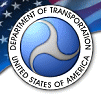 DEPARTMENT OF TRANSPORTATION
UNITED STATES OF AMERICA